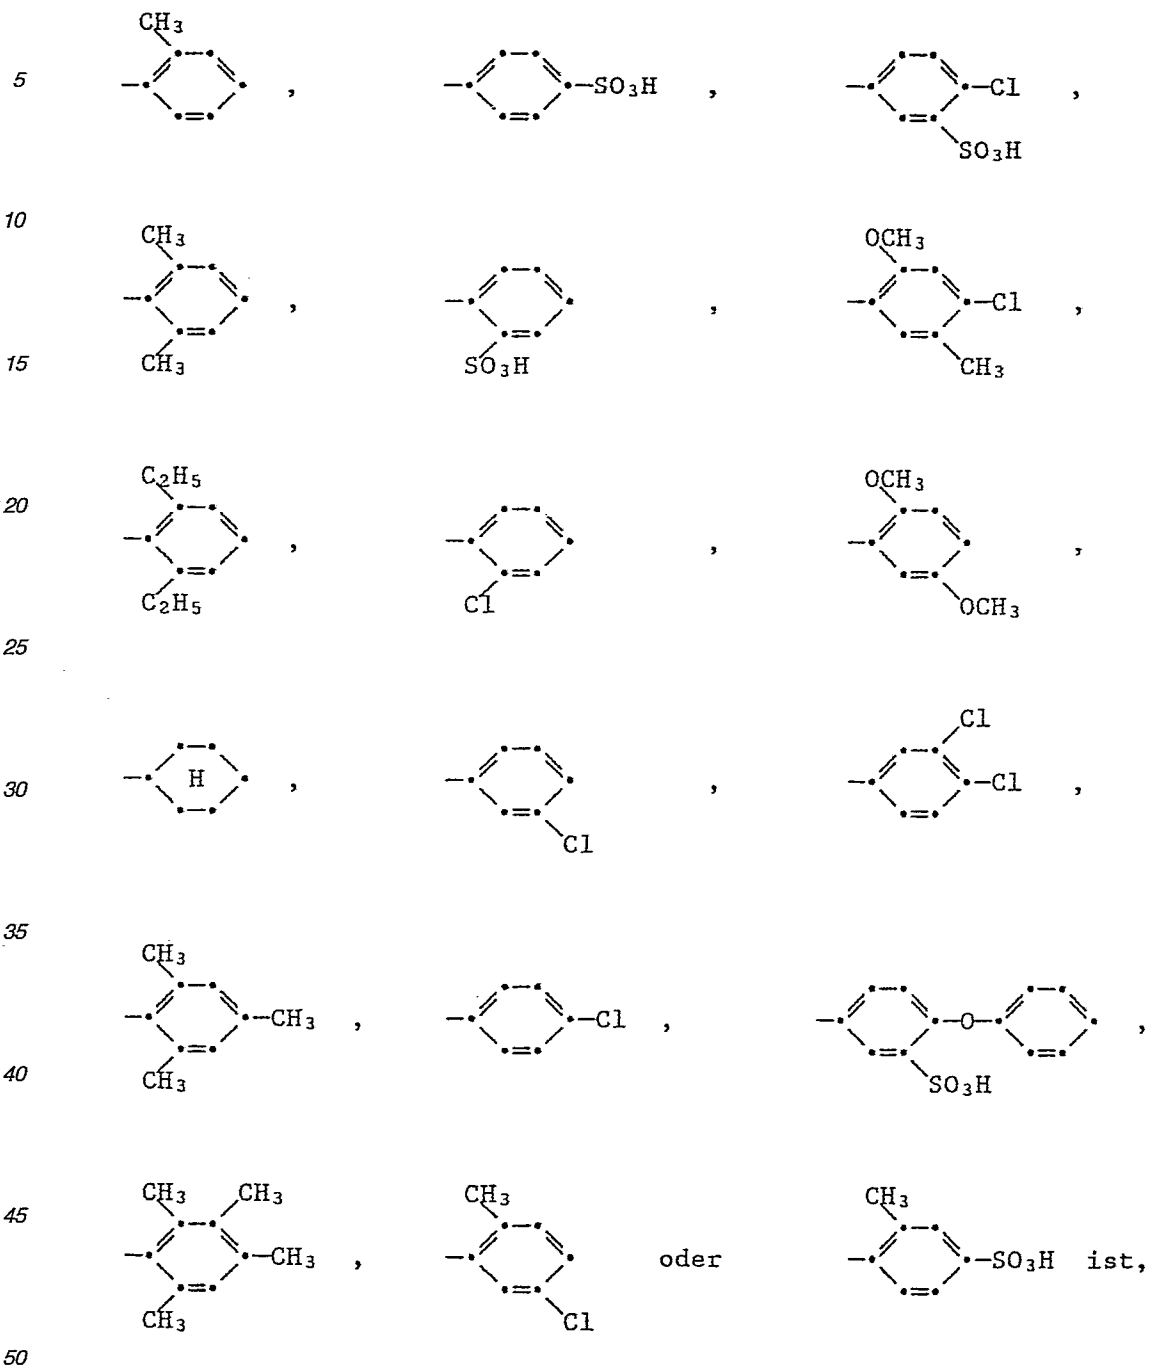 CH₃
5 , SO₃H , Cl ,
SO₃H
10
CH₃ OCH₃
, , Cl ,
15 CH₃ SO₃H CH₃
C₂H₅ OCH₃
20 , , ,
C₂H₅ Cl OCH₃
25
Cl
30 H , , Cl ,
Cl
35
CH₃
CH₃ , Cl , O ,
40 CH₃ SO₃H
45 CH₃ CH₃ CH₃ CH₃
CH₃ , oder SO₃H ist,
CH₃ Cl
50